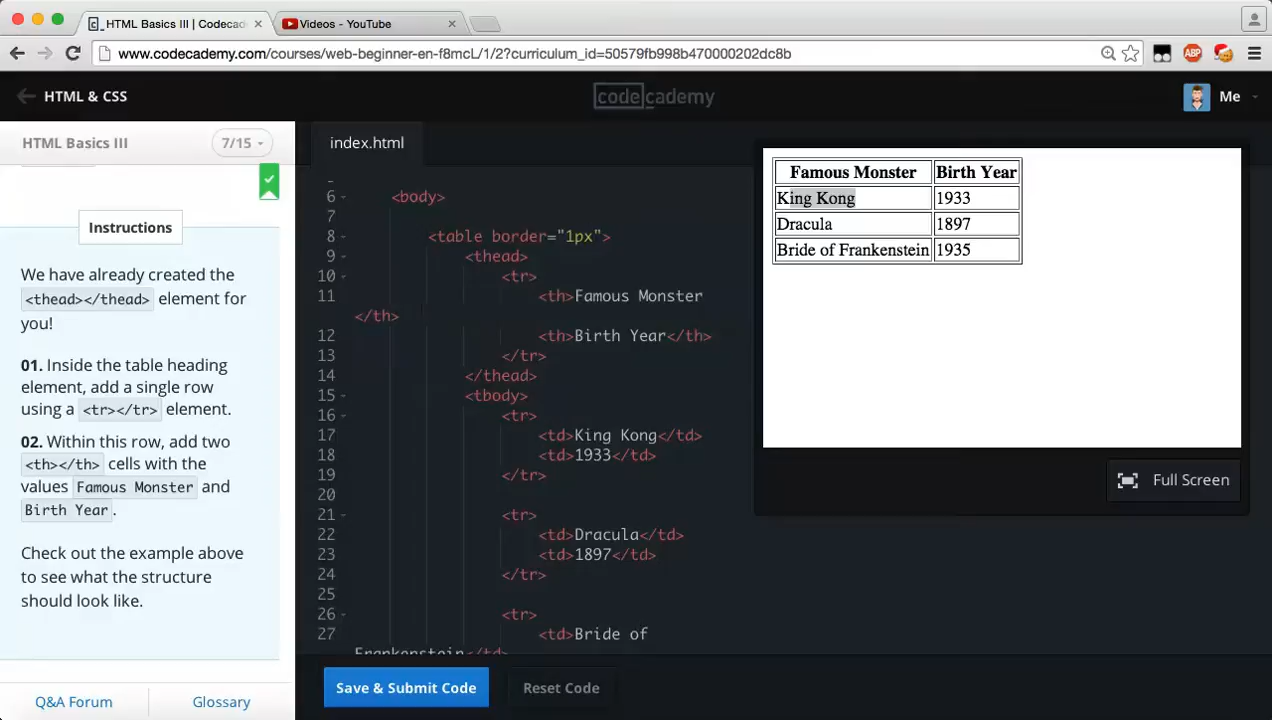 HTML Basics III | Codecad
Videos - YouTube
www.codecademy.com/courses/web-beginner-en-f8mcL/1/2?curriculum_id=50579fb998b470000202dc8b
ABP
HTML & CSS
codecademy
Me
HTML Basics III
7/15
Instructions
We have already created the
<thead></thead> element for
you!
01. Inside the table heading
element, add a single row
using a <tr></tr> element.
02. Within this row, add two
<th></th> cells with the
values Famous Monster and
Birth Year.
Check out the example above
to see what the structure
should look like.
Q&A Forum
Glossary
index.html
6 <body>
7
8 <table border="1px">
9 <thead>
10 <tr>
11 <th>Famous Monster
</th>
12 <th>Birth Year</th>
13 </tr>
14 </thead>
15 <tbody>
16 <tr>
17 <td>King Kong</td>
18 <td>1933</td>
19 </tr>
20
21 <tr>
22 <td>Dracula</td>
23 <td>1897</td>
24 </tr>
25
26 <tr>
27 <td>Bride of
Frankenstein</td>
Save & Submit Code
Reset Code
Famous Monster Birth Year
King Kong 1933
Dracula 1897
Bride of Frankenstein 1935
Full Screen